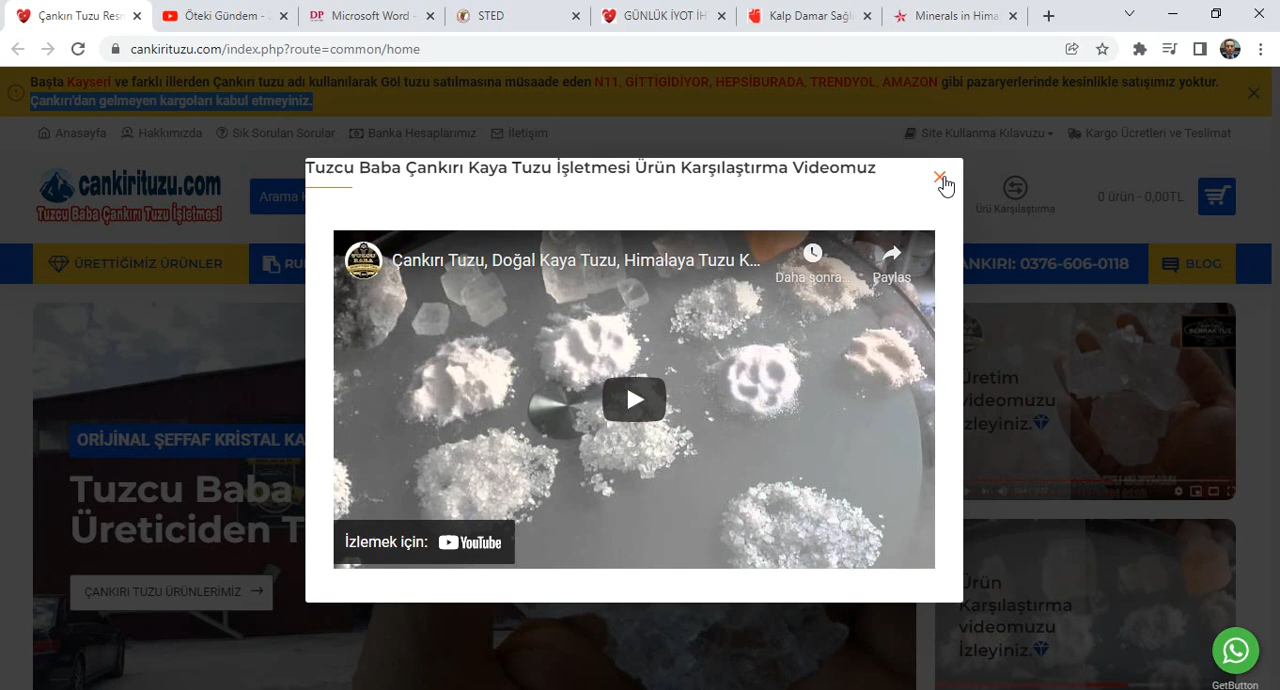 Çankırı Tuzu Resm
Öteki Gündem -
Microsoft Word -
STED
GÜNLÜK İYOT İH
Kalp Damar Sağl
Minerals in Hima
cankirituzu.com/index.php?route=common/home
Başta Kayseri ve farklı illerden Çankırı tuzu adı kullanılarak Göl tuzu satılmasına müsaade eden N11, GİTTİGİDİYOR, HEPSİBURADA, TRENDYOL, AMAZON gibi pazaryerlerinde kesinlikle satışımız yoktur.
Çankırı'dan gelmeyen kargoları kabul etmeyiniz.
Anasayfa Hakkımızda Sık Sorulan Sorular Banka Hesaplarımız İletişim Site Kullanma Kılavuzu Kargo Ücretleri ve Teslimat
Tuzcu Baba Çankırı Kaya Tuzu İşletmesi Ürün Karşılaştırma Videomuz
cankirituzu.com
Tuzcu Baba Çankırı Tuzu İşletmesi
Arama
Ürü Karşılaştırma
0 ürün - 0,00TL
ÜRETTİĞİMİZ ÜRÜNLER
RU
ANKIRI: 0376-606-0118
BLOG
Çankırı Tuzu, Doğal Kaya Tuzu, Himalaya Tuzu K...
Daha sonra...
Paylaş
ORİJİNAL ŞEFFAF KRİSTAL KA
Tuzcu Baba
Üreticiden T
ÇANKIRI TUZU ÜRÜNLERİMİZ
İzlemek için: YouTube
Üretim
videomuzu
İzleyiniz.
Ürün
Karşılaştırma
videomuzu
İzleyiniz.
GetButton